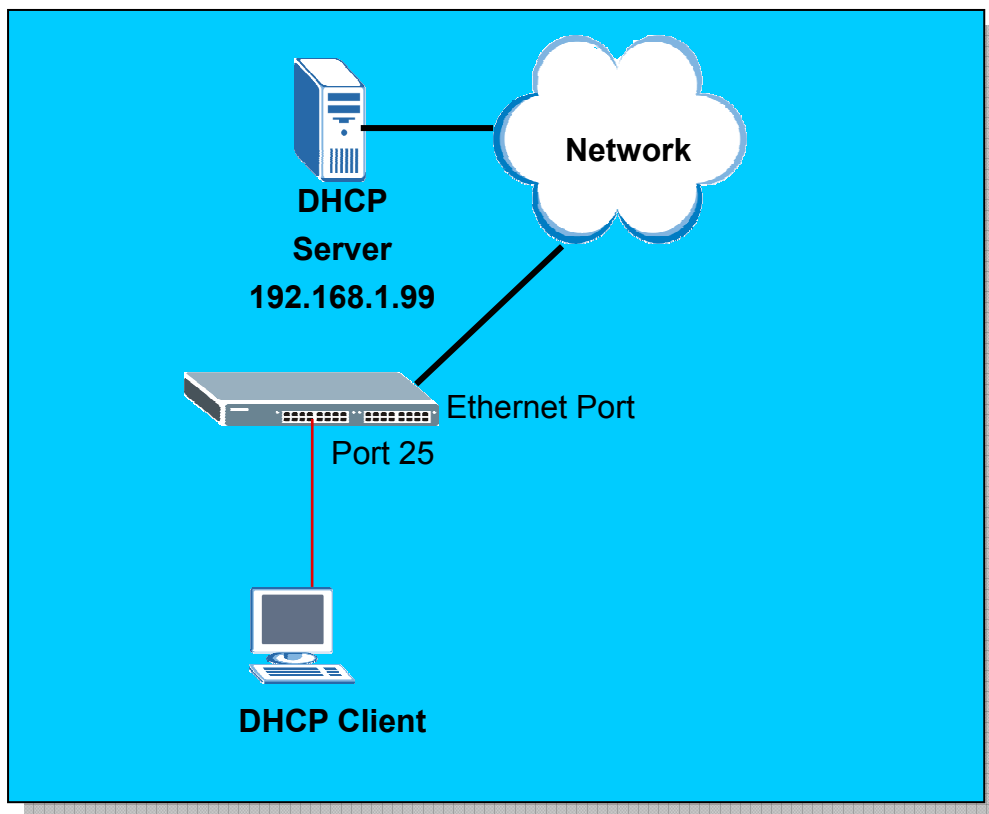 Network
DHCP
Server
192.168.1.99
Ethernet Port
Port 25
DHCP Client